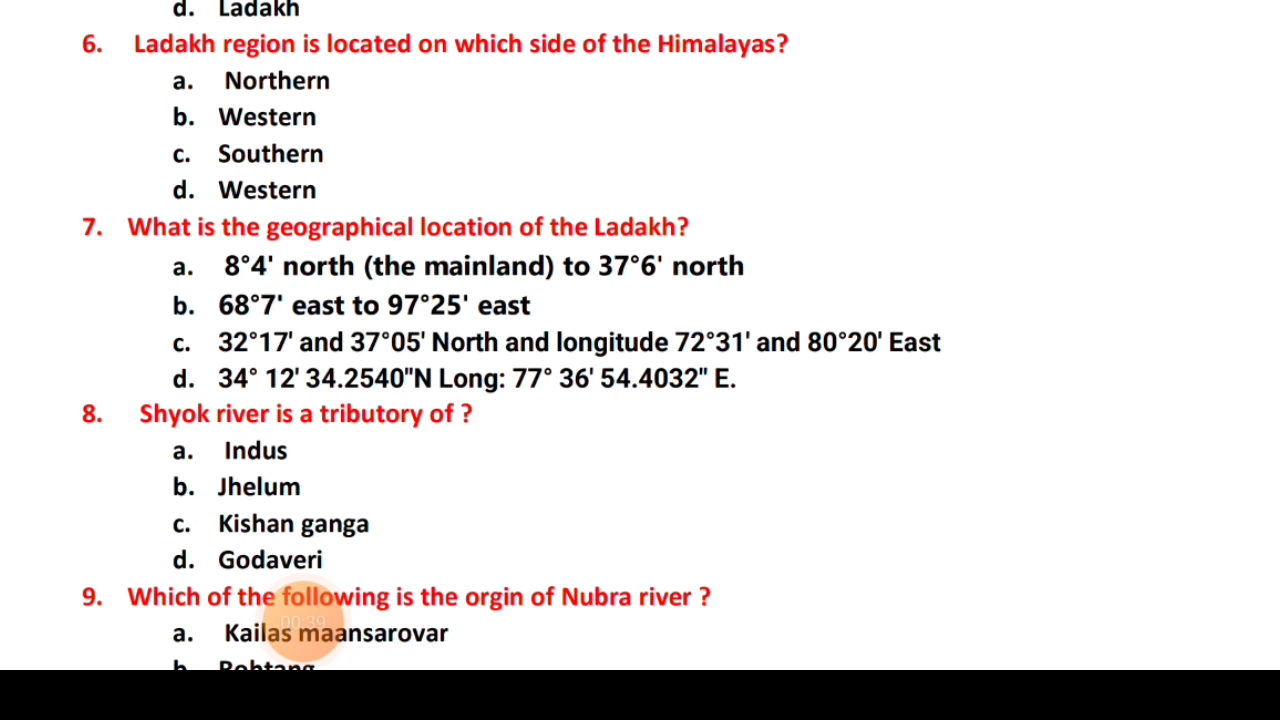 d. Ladakh
6. Ladakh region is located on which side of the Himalayas?
a. Northern
b. Western
c. Southern
d. Western
7. What is the geographical location of the Ladakh?
a. 8°4' north (the mainland) to 37°6' north
b. 68°7' east to 97°25' east
c. 32°17' and 37°05' North and longitude 72°31' and 80°20' East
d. 34° 12' 34.2540"N Long: 77° 36' 54.4032" E.
8. Shyok river is a tributory of ?
a. Indus
b. Jhelum
c. Kishan ganga
d. Godaveri
9. Which of the following is the orgin of Nubra river ?
00:39
a. Kailas maansarovar
b. Rohtang